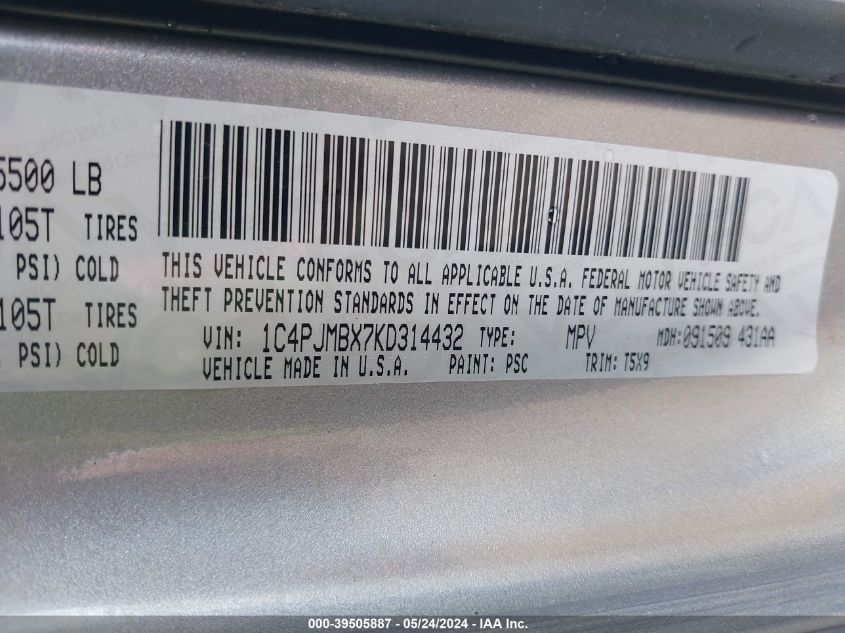 5500 LB
105T TIRES
PSI) COLD
105T TIRES
PSI) COLD
THIS VEHICLE CONFORMS TO ALL APPLICABLE U.S.A. FEDERAL MOTOR VEHICLE SAFETY AND
THEFT PREVENTION STANDARDS IN EFFECT ON THE DATE OF MANUFACTURE SHOWN ABOVE.
VIN: 1C4PJMBX7KD314432 TYPE: MPV MDH: 091509 431AA
VEHICLE MADE IN U.S.A. PAINT: PSC TRIM: T5X9
000-39505887 - 05/24/2024 - IAA Inc.